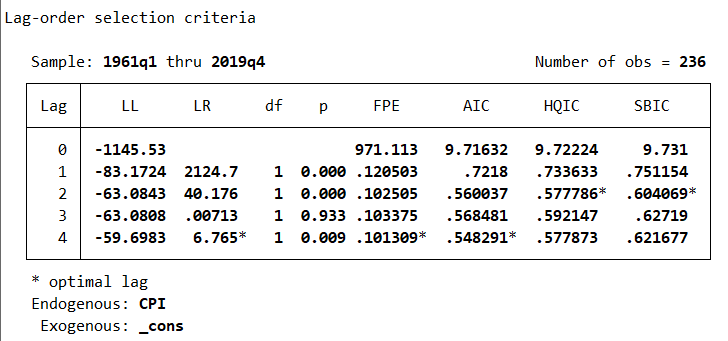 Lag-order selection criteria
Sample: 1961q1 thru 2019q4 Number of obs = 236
Lag LL LR df p FPE AIC HQIC SBIC
0 -1145.53 971.113 9.71632 9.72224 9.731
1 -83.1724 2124.7 1 0.000 .120503 .7218 .733633 .751154
2 -63.0843 40.176 1 0.000 .102505 .560037 .577786* .604069*
3 -63.0808 .00713 1 0.933 .103375 .568481 .592147 .62719
4 -59.6983 6.765* 1 0.009 .101309* .548291* .577873 .621677
* optimal lag
Endogenous: CPI
Exogenous: _cons